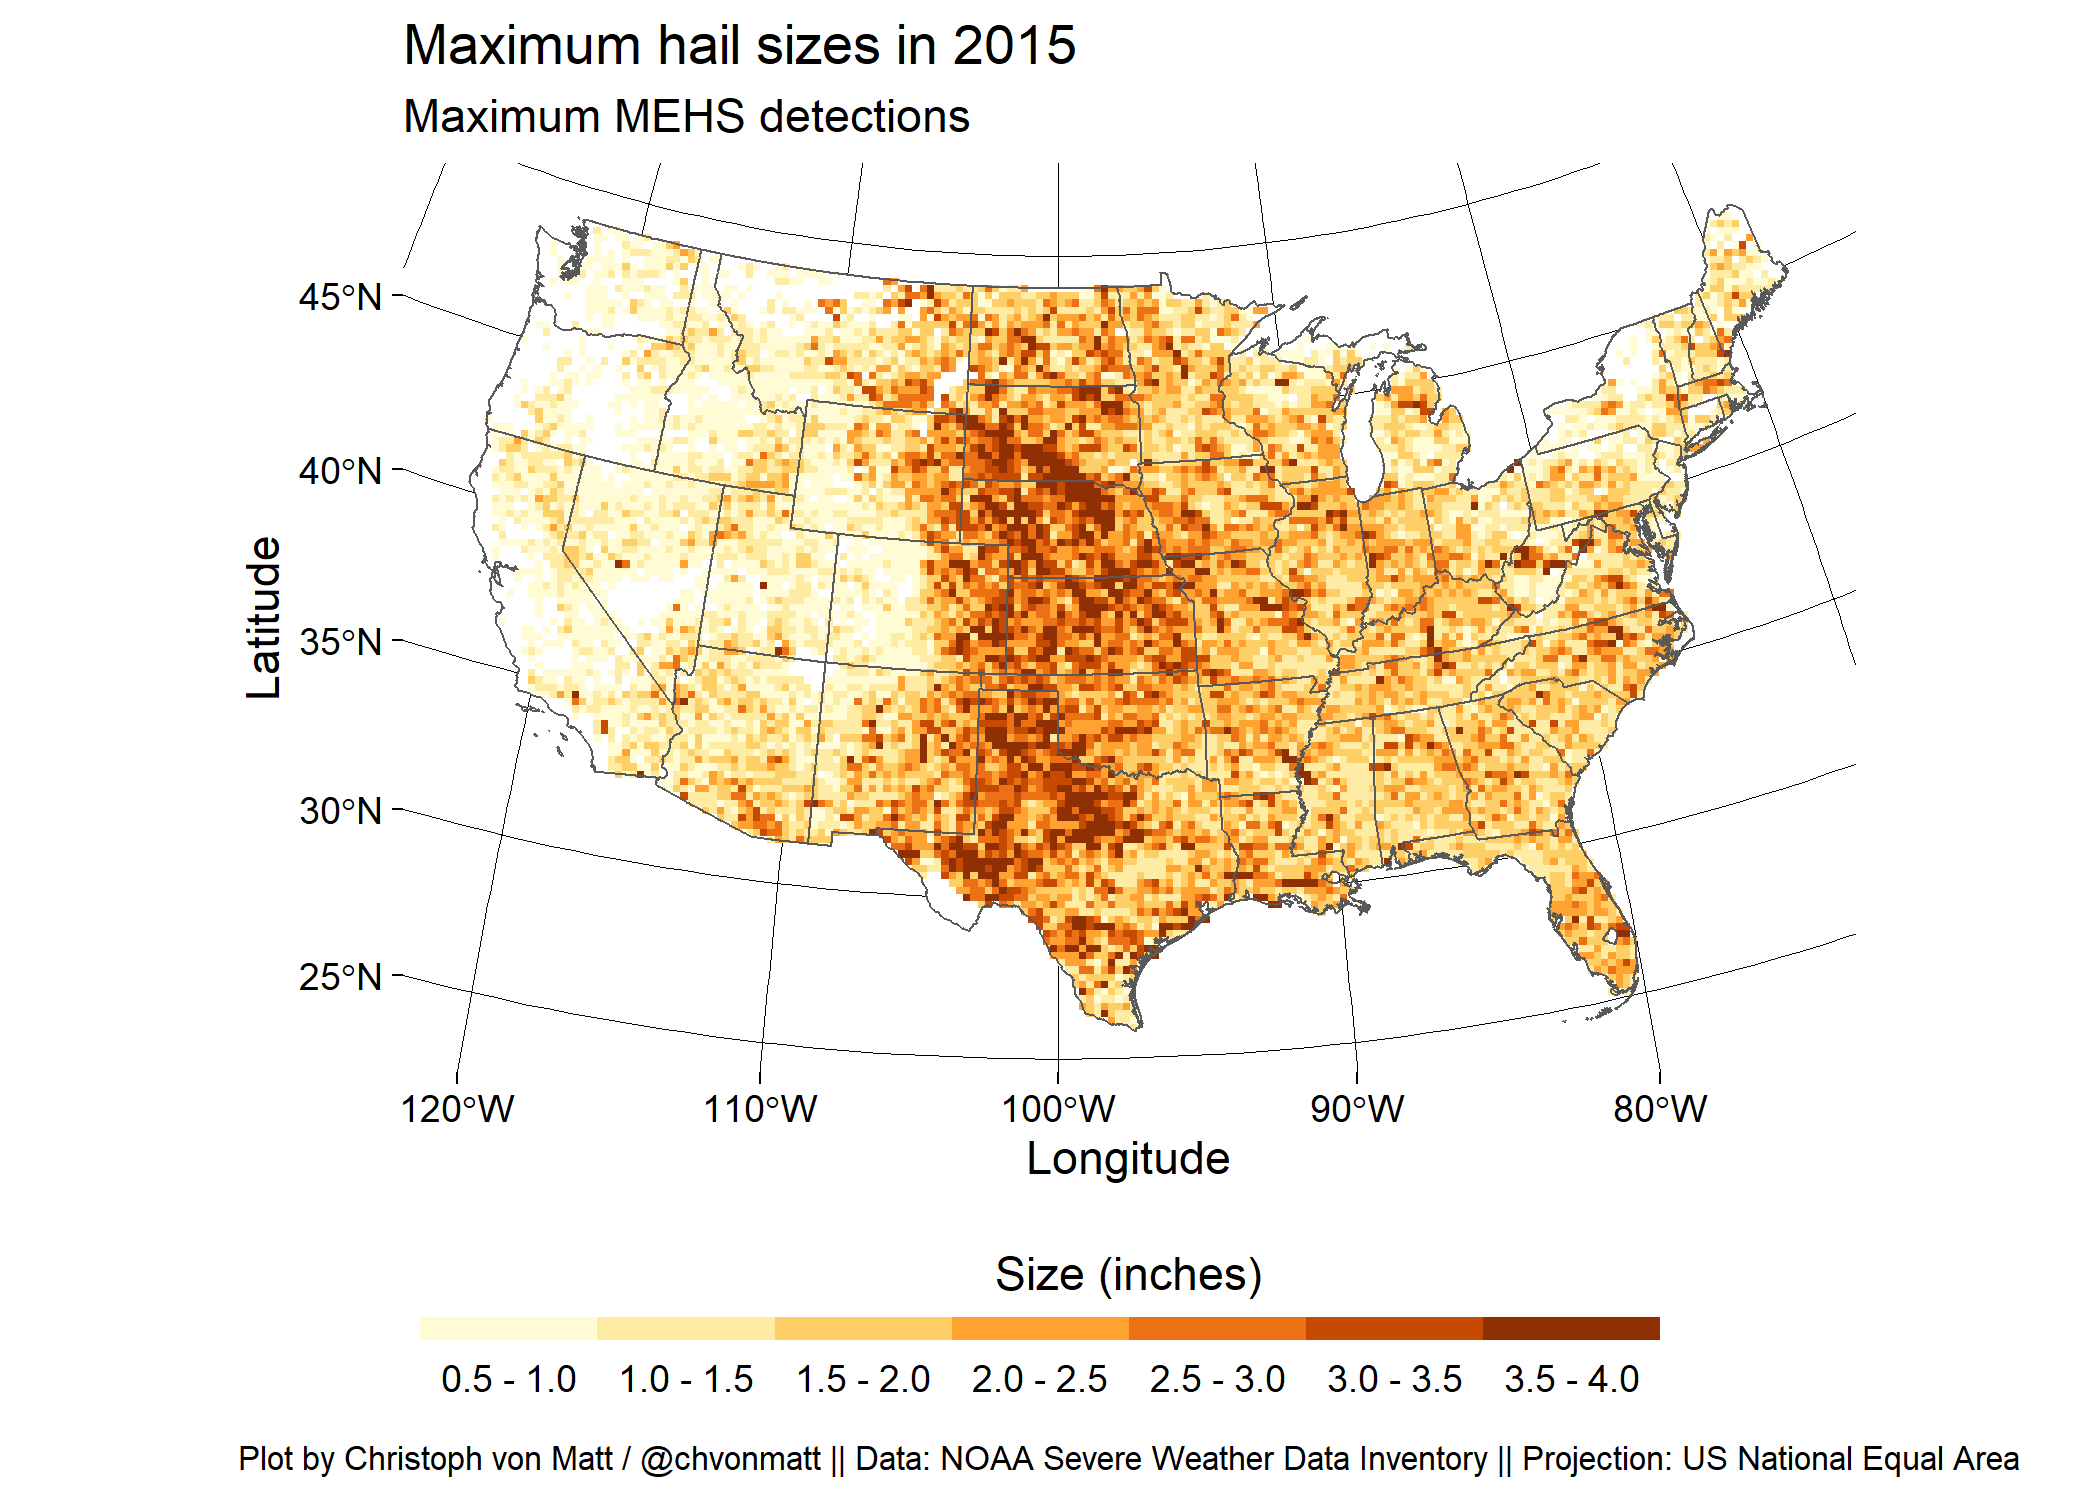 Maximum hail sizes in 2015
Maximum MEHS detections
45°N
40°N
35°N
30°N
25°N
Latitude
120°W 110°W 100°W 90°W 80°W
Longitude
Size (inches)
0.5 - 1.0 1.0 - 1.5 1.5 - 2.0 2.0 - 2.5 2.5 - 3.0 3.0 - 3.5 3.5 - 4.0
Plot by Christoph von Matt / @chvonmatt || Data: NOAA Severe Weather Data Inventory || Projection: US National Equal Area